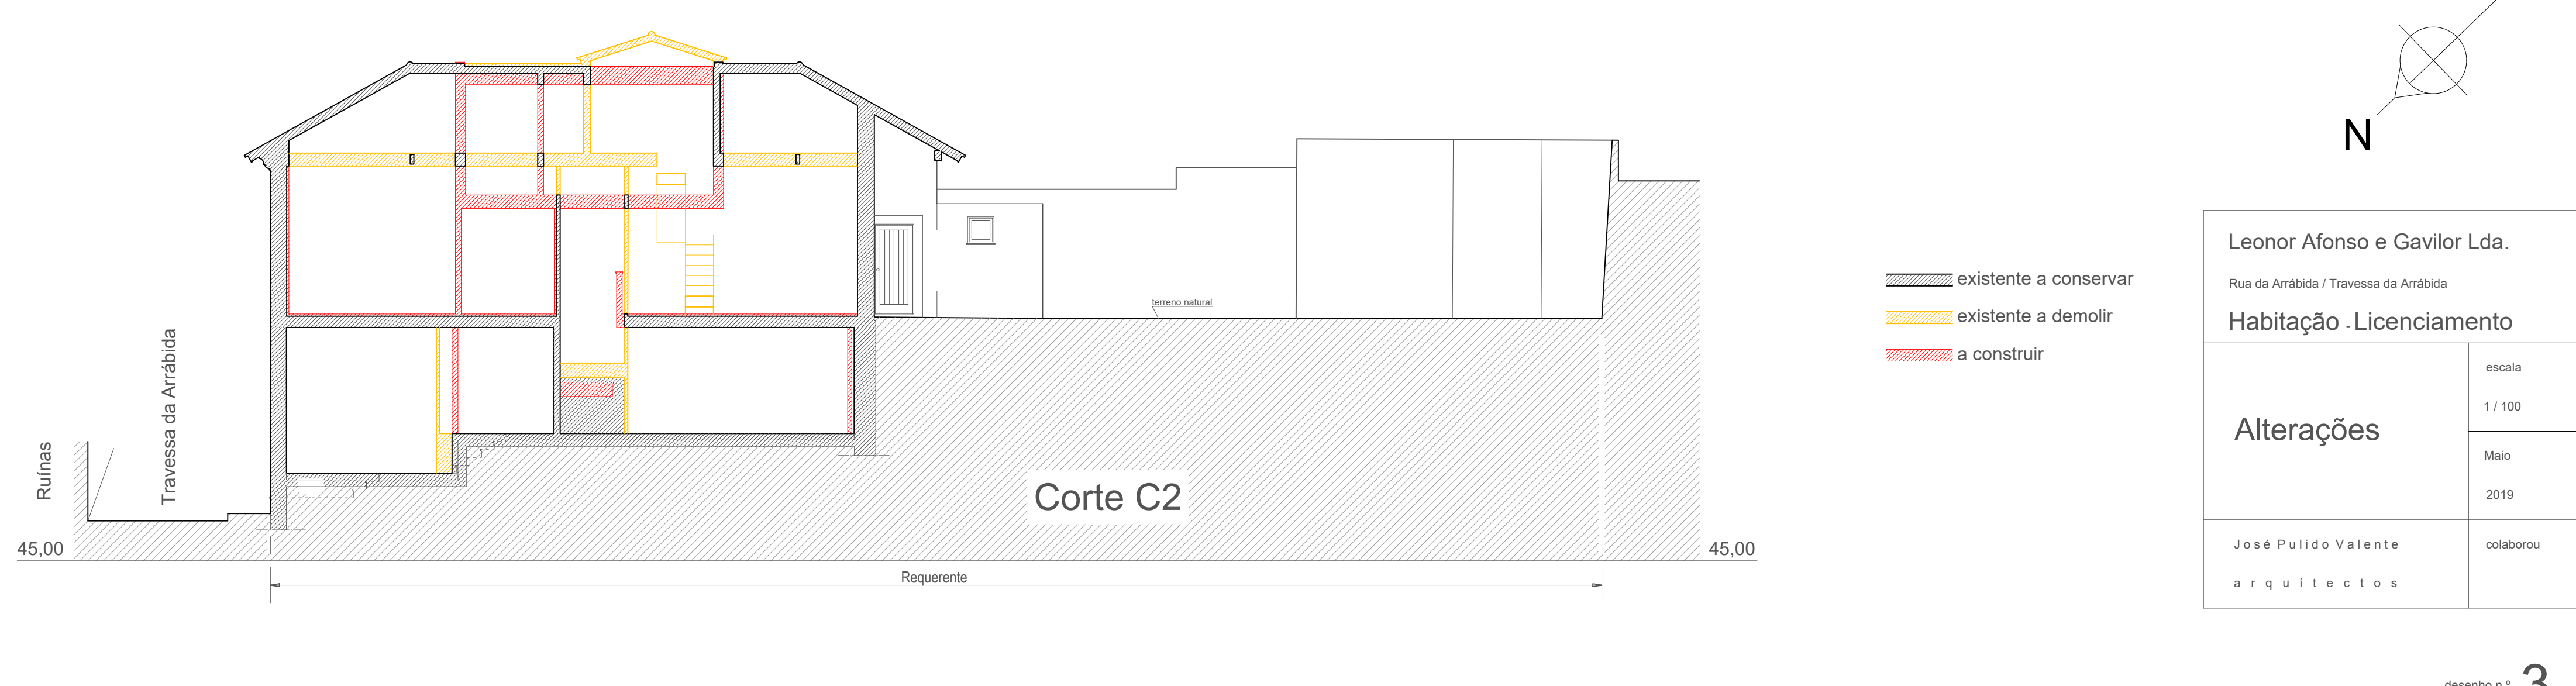 N
Leonor Afonso e Gavilor Lda.
Rua da Arrábida / Travessa da Arrábida
Habitação - Licenciamento
existente a conservar
existente a demolir
a construir
terreno natural
Travessa da Arrábida
Ruínas
Alterações
escala
1 / 100
Maio
2019
Corte C2
45,00
45,00
Requerente
José Pulido Valente
arquitectos
colaborou
desenho n.º 3